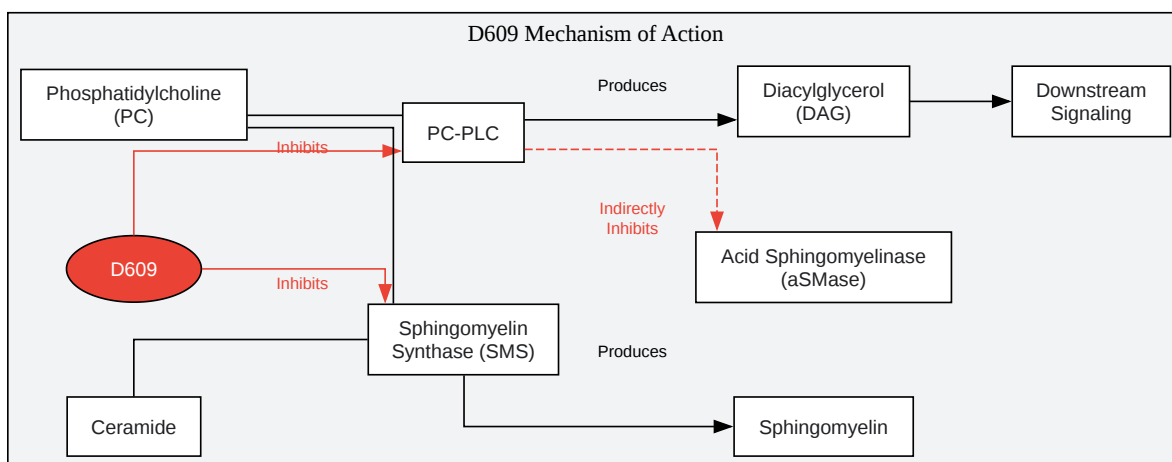 D609 Mechanism of Action
Phosphatidylcholine
(PC)
Produces
Diacylglycerol
(DAG)
Downstream
Signaling
PC-PLC
Inhibits
Indirectly
Inhibits
D609
Inhibits
Acid Sphingomyelinase
(aSMase)
Sphingomyelin
Synthase (SMS)
Produces
Ceramide
Sphingomyelin